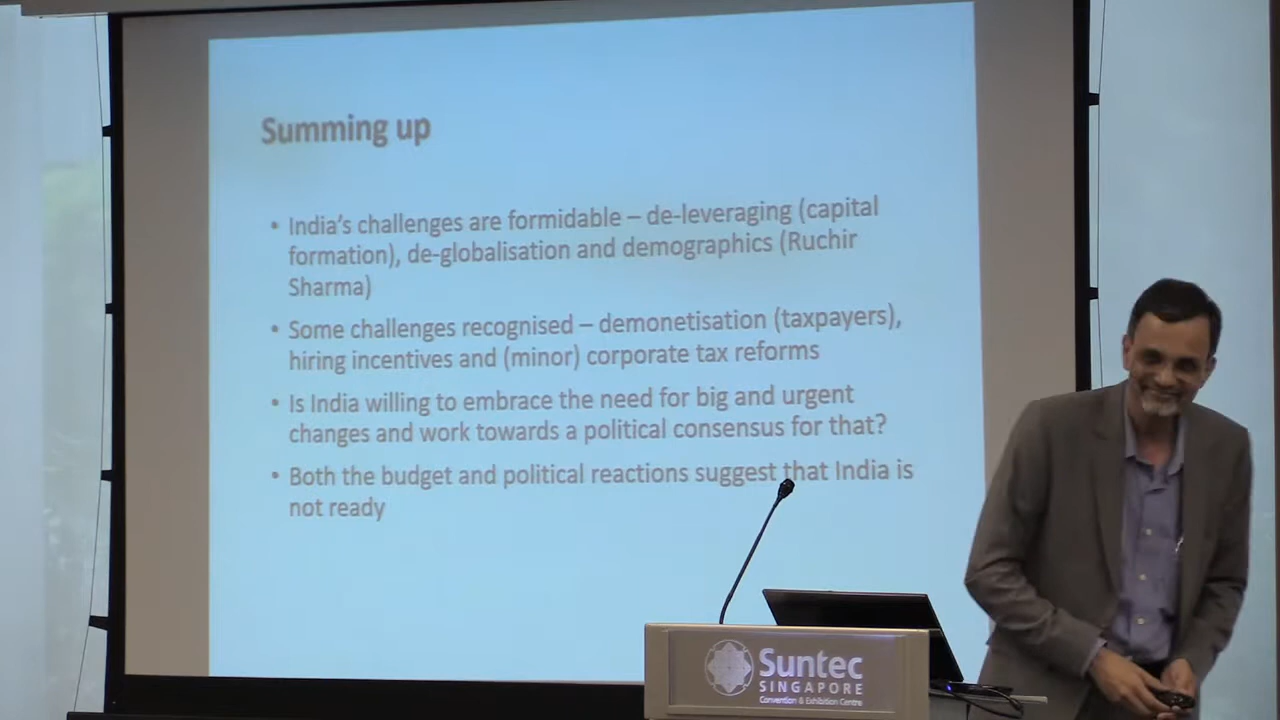 Summing up
• India's challenges are formidable – de-leveraging (capital
formation), de-globalisation and demographics (Ruchir
Sharma)
• Some challenges recognised – demonetisation (taxpayers),
hiring incentives and (minor) corporate tax reforms
• Is India willing to embrace the need for big and urgent
changes and work towards a political consensus for that?
• Both the budget and political reactions suggest that India is
not ready
Suntec
SINGAPORE
Convention & Exhibition Centre